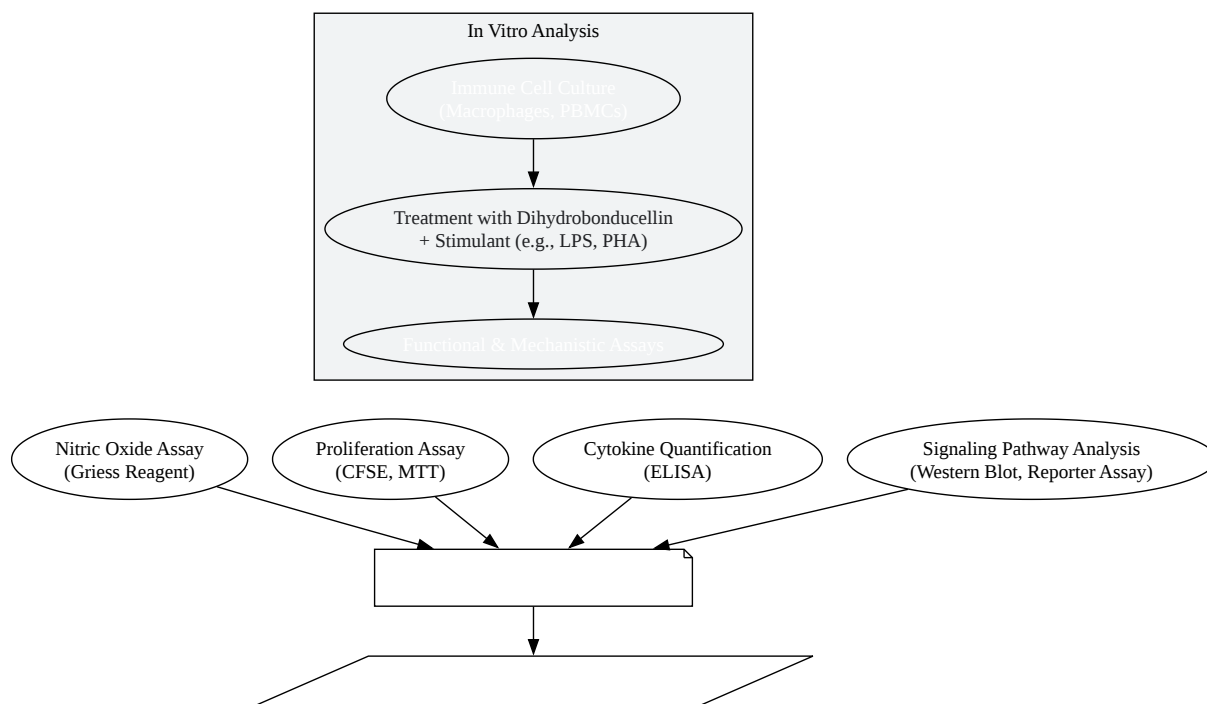 In Vitro Analysis
Immune Cell Culture
(Macrophages, PBMCs)
Treatment with Dihydrobonducellin
+ Stimulant (e.g., LPS, PHA)
Functional & Mechanistic Assays
Nitric Oxide Assay
(Griess Reagent)
Proliferation Assay
(CFSE, MTT)
Cytokine Quantification
(ELISA)
Signaling Pathway Analysis
(Western Blot, Reporter Assay)